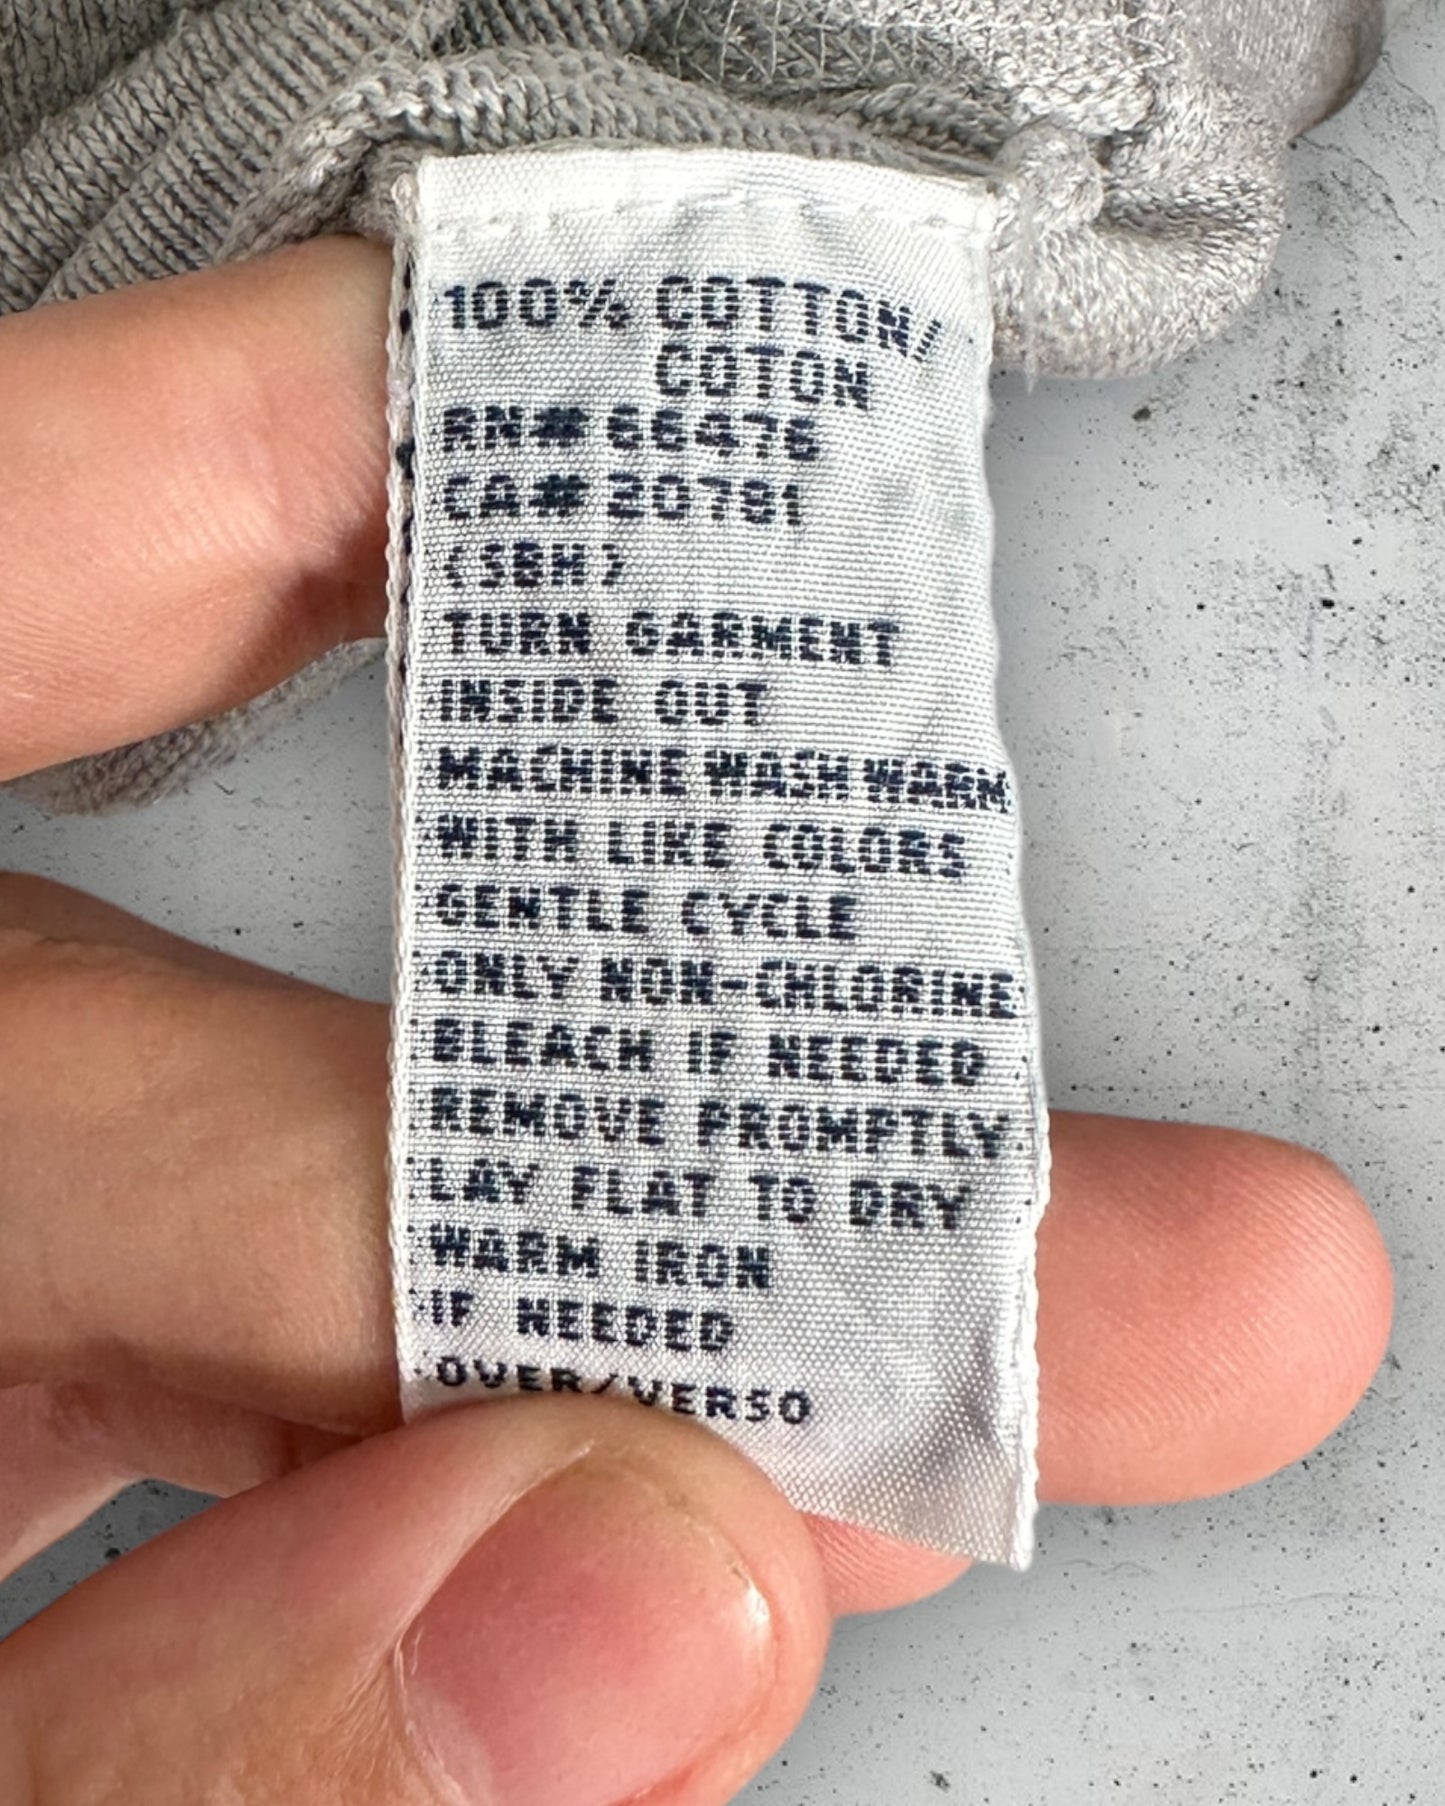 100% COTTON/
COTON
RN# 66476
CA# 20781
(SBH)
TURN GARMENT
INSIDE OUT
MACHINE WASH WARM
WITH LIKE COLORS
GENTLE CYCLE
ONLY NON-CHLORINE
BLEACH IF NEEDED
REMOVE PROMPTLY
LAY FLAT TO DRY
WARM IRON
IF NEEDED
OVER/VERSO